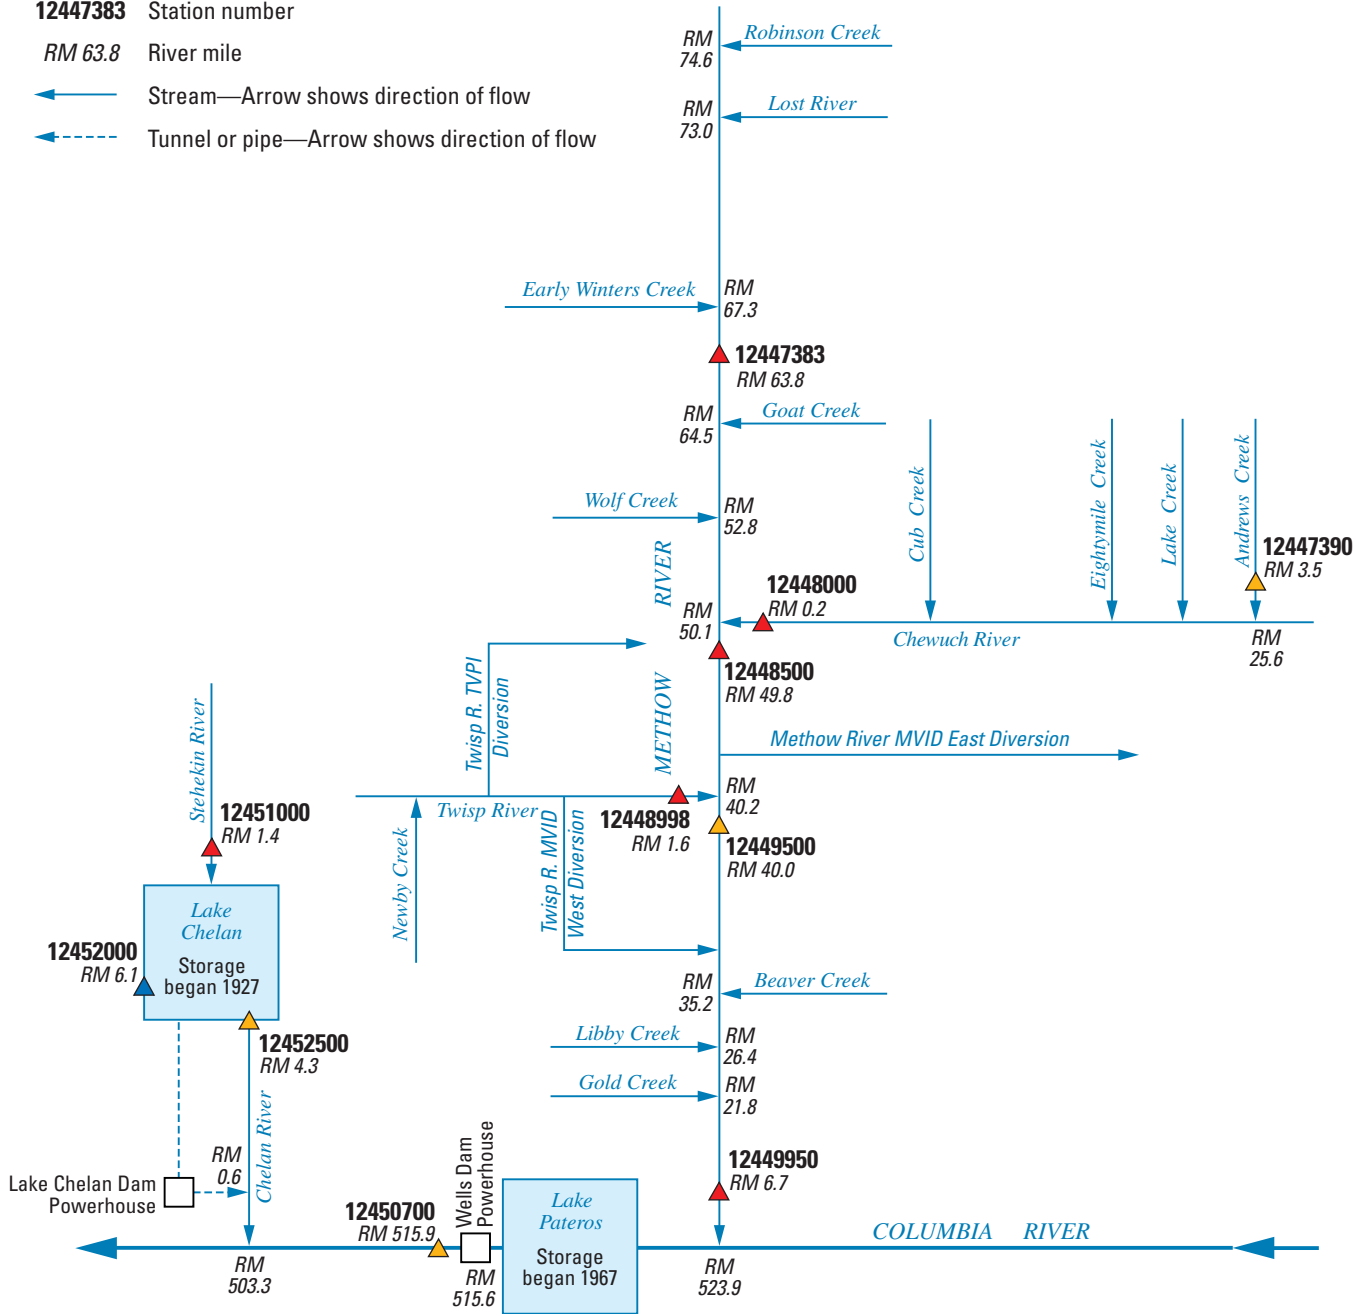 12447383 Station number
RM 63.8 River mile
Stream—Arrow shows direction of flow
Tunnel or pipe—Arrow shows direction of flow
RM
74.6
Robinson Creek
RM
73.0
Lost River
Early Winters Creek
RM
67.3
12447383
RM 63.8
RM
64.5
Goat Creek
Wolf Creek
RM
52.8
Cub Creek
Eightymile Creek
Lake Creek
Andrews Creek
12447390
RM 3.5
METHOW RIVER
RM
50.1
12448000
RM 0.2
Chewuch River
RM
25.6
12448500
RM 49.8
Twisp R. TVPI
Diversion
Methow River MVID East Diversion
Stehekin River
12451000
RM 1.4
Twisp River
RM
40.2
12448998
RM 1.6
12449500
RM 40.0
Newby Creek
Twisp R. MVID
West Diversion
Lake
Chelan
Storage
began 1927
12452000
RM 6.1
RM
35.2
Beaver Creek
12452500
RM 4.3
Libby Creek
RM
26.4
Gold Creek
RM
21.8
Chelan River
RM
0.6
Lake Chelan Dam
Powerhouse
12449950
RM 6.7
12450700
RM 515.9
Wells Dam
Powerhouse
Lake
Pateros
Storage
began 1967
COLUMBIA RIVER
RM
503.3
RM
515.6
RM
523.9